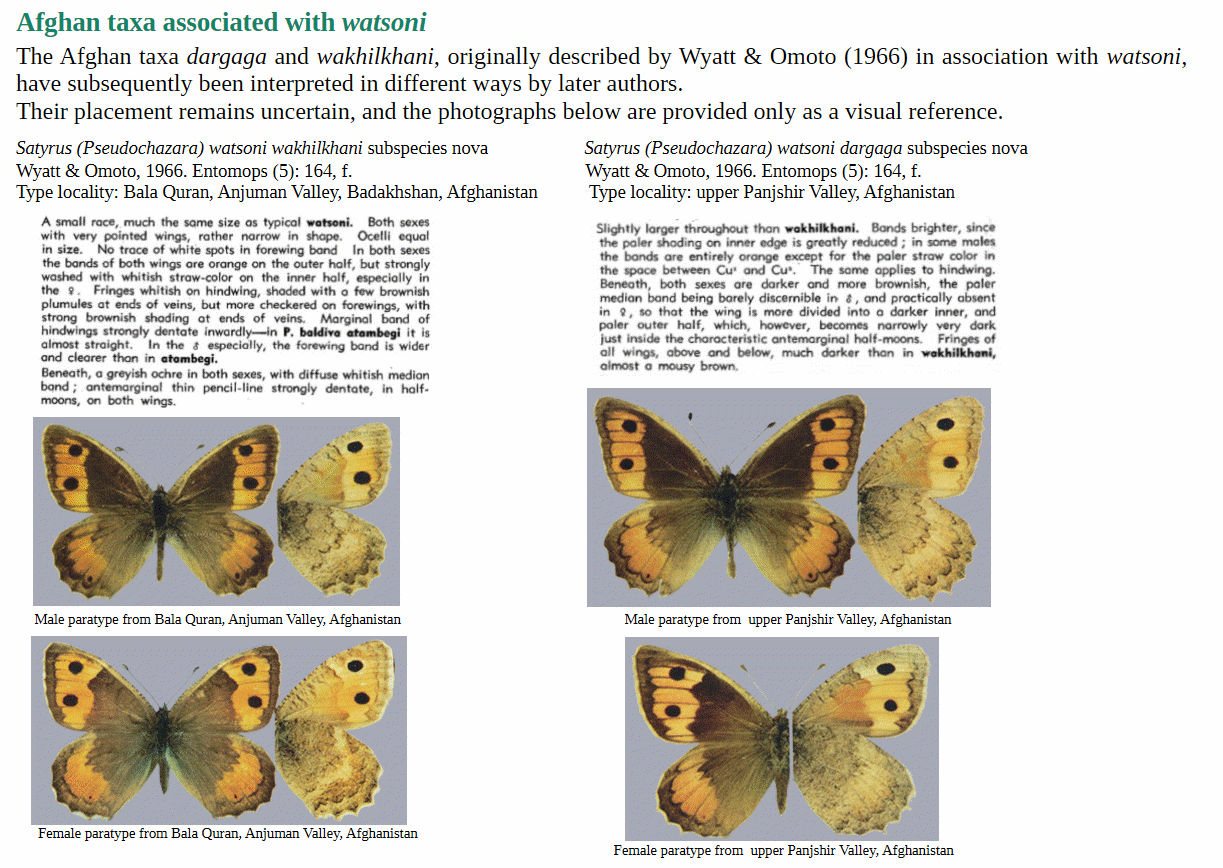 Afghan taxa associated with watsoni
The Afghan taxa dargaga and wakhilkhani, originally described by Wyatt & Omoto (1966) in association with watsoni,
have subsequently been interpreted in different ways by later authors.
Their placement remains uncertain, and the photographs below are provided only as a visual reference.
Satyrus (Pseudochazara) watsoni wakhilkhani subspecies nova
Wyatt & Omoto, 1966. Entomops (5): 164, f.
Type locality: Bala Quran, Anjuman Valley, Badakhshan, Afghanistan
A small race, much the same size as typical watsoni. Both sexes
with very pointed wings, rather narrow in shape. Ocelli equal
in size. No trace of white spots in forewing band In both sexes
the bands of both wings are orange on the outer half, but strongly
washed with whitish straw-color on the inner half, especially in
the ♀. Fringes whitish on hindwing, shaded with a few brownish
plumules at ends of veins, but more checkered on forewings, with
strong brownish shading at ends of veins. Marginal band of
hindwings strongly dentate inwardly—in P. baldiva atambegi it is
almost straight. In the ♂ especially, the forewing band is wider
and clearer than in atambegi.
Beneath, a greyish ochre in both sexes, with diffuse whitish median
band; antemarginal thin pencil-line strongly dentate, in half-
moons, on both wings.
Male paratype from Bala Quran, Anjuman Valley, Afghanistan
Female paratype from Bala Quran, Anjuman Valley, Afghanistan
Satyrus (Pseudochazara) watsoni dargaga subspecies nova
Wyatt & Omoto, 1966. Entomops (5): 164, f.
Type locality: upper Panjshir Valley, Afghanistan
Slightly larger throughout than wakhilkhani. Bands brighter, since
the paler shading on inner edge is greatly reduced; in some males
the bands are entirely orange except for the paler straw color in
the space between Cu¹ and Cu². The same applies to hindwing.
Beneath, both sexes are darker and more brownish, the paler
median band being barely discernible in ♂, and practically absent
in ♀, so that the wing is more divided into a darker inner, and
paler outer half, which, however, becomes narrowly very dark
just inside the characteristic antemarginal half-moons. Fringes of
all wings, above and below, much darker than in wakhilkhani,
almost a mousy brown.
Male paratype from upper Panjshir Valley, Afghanistan
Female paratype from upper Panjshir Valley, Afghanistan